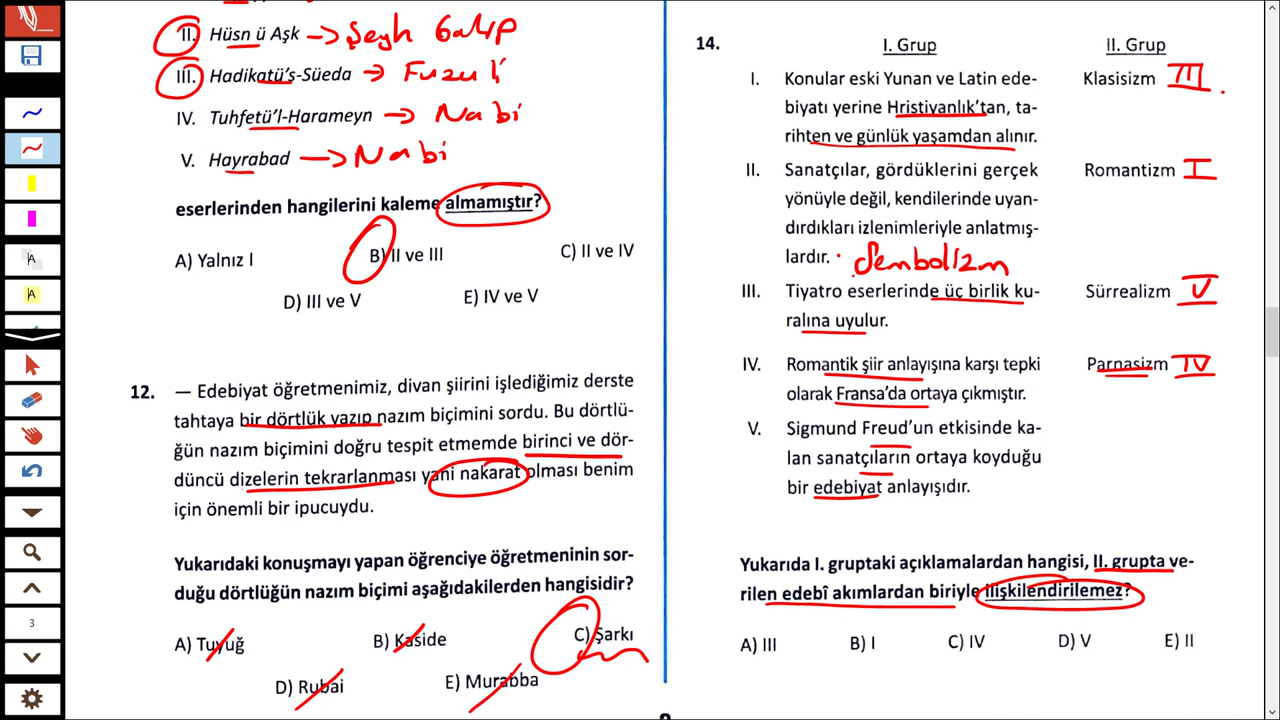 II. Hüsn ü Aşk → Şeyh Galip
III. Hadikatü's-Süeda → Fuzuli
IV. Tuhfetü'l-Harameyn → Nabi
V. Hayrabad → Nabi
eserlerinden hangilerini kaleme almamıştır?
A) Yalnız I B) II ve III C) II ve IV
D) III ve V E) IV ve V
12. — Edebiyat öğretmenimiz, divan şiirini işlediğimiz derste
tahtaya bir dörtlük yazıp nazım biçimini sordu. Bu dörtlü-
ğün nazım biçimini doğru tespit etmemde birinci ve dör-
düncü dizelerin tekrarlanması yani nakarat olması benim
için önemli bir ipucuydu.
Yukarıdaki konuşmayı yapan öğrenciye öğretmeninin sor-
duğu dörtlüğün nazım biçimi aşağıdakilerden hangisidir?
A) Tuyuğ B) Kaside C) Şarkı
D) Rubai E) Murabba
14. I. Grup II. Grup
I. Konular eski Yunan ve Latin ede- Klasisizm III
biyatı yerine Hristiyanlık'tan, ta-
rihten ve günlük yaşamdan alınır.
II. Sanatçılar, gördüklerini gerçek Romantizm I
yönüyle değil, kendilerinde uyan-
dırdıkları izlenimleriyle anlatmış-
lardır. Sembolizm
III. Tiyatro eserlerinde üç birlik ku- Sürrealizm V
ralına uyulur.
IV. Romantik şiir anlayışına karşı tepki Parnasizm IV
olarak Fransa'da ortaya çıkmıştır.
V. Sigmund Freud'un etkisinde ka-
lan sanatçıların ortaya koyduğu
bir edebiyat anlayışıdır.
Yukarıda I. gruptaki açıklamalardan hangisi, II. grupta ve-
rilen edebî akımlardan biriyle ilişkilendirilemez?
A) III B) I C) IV D) V E) II
A
A
3